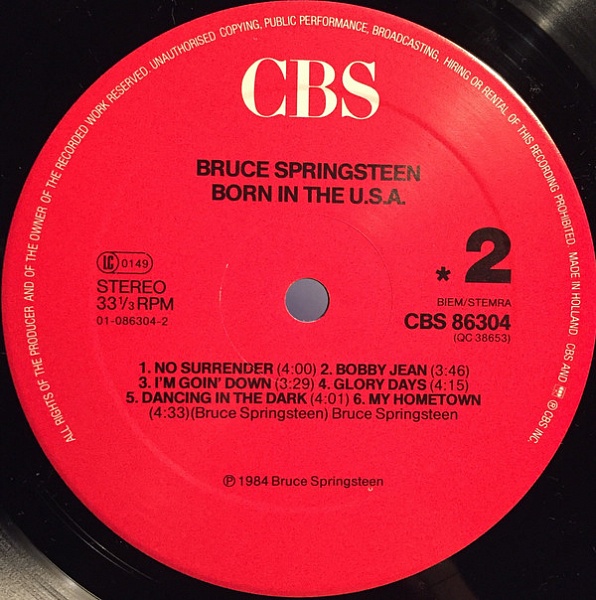 ALL RIGHTS OF THE PRODUCER AND OF THE OWNER OF THE RECORDED WORK RESERVED. UNAUTHORISED COPYING, PUBLIC PERFORMANCE, BROADCASTING, HIRING OR RENTAL OF THIS RECORDING PROHIBITED. MADE IN HOLLAND CBS AND ℗ CBS INC.
CBS
BRUCE SPRINGSTEEN
BORN IN THE U.S.A.
LC 0149
STEREO
33 1/3 RPM
01-086304-2
* 2
BIEM/STEMRA
CBS 86304
(QC 38653)
1. NO SURRENDER (4:00) 2. BOBBY JEAN (3:46)
3. I'M GOIN' DOWN (3:29) 4. GLORY DAYS (4:15)
5. DANCING IN THE DARK (4:01) 6. MY HOMETOWN
(4:33)(Bruce Springsteen) Bruce Springsteen
℗ 1984 Bruce Springsteen